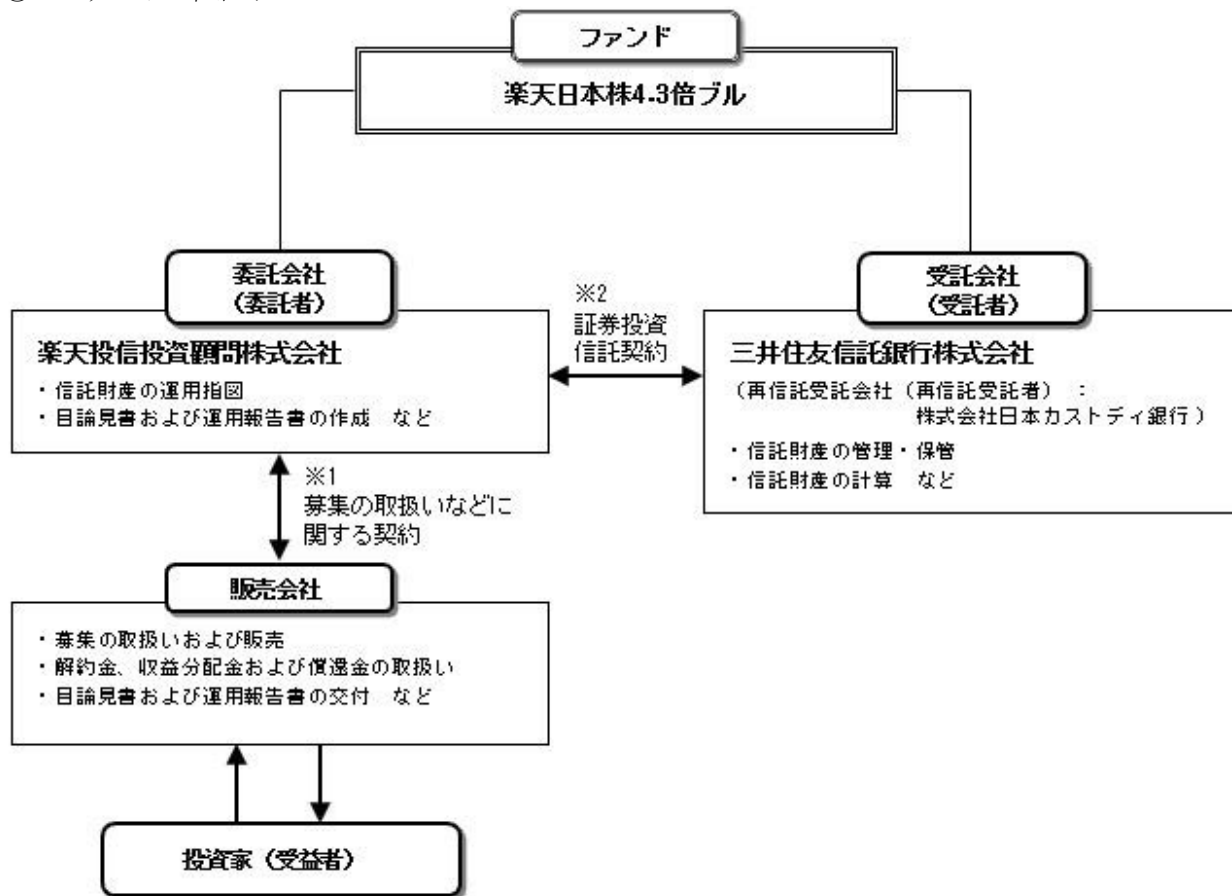 ファンド
楽天日本株4.3倍ブル
委託会社
(委託者)
楽天投信投資顧問株式会社
・信託財産の運用指図
・目論見書および運用報告書の作成 など
※2
証券投資
信託契約
受託会社
(受託者)
三井住友信託銀行株式会社
(再信託受託会社(再信託受託者) :
株式会社日本カストディ銀行)
・信託財産の管理・保管
・信託財産の計算 など
※1
募集の取扱いなどに
関する契約
販売会社
・募集の取扱いおよび販売
・解約金、収益分配金および償還金の取扱い
・目論見書および運用報告書の交付 など
投資家(受益者)